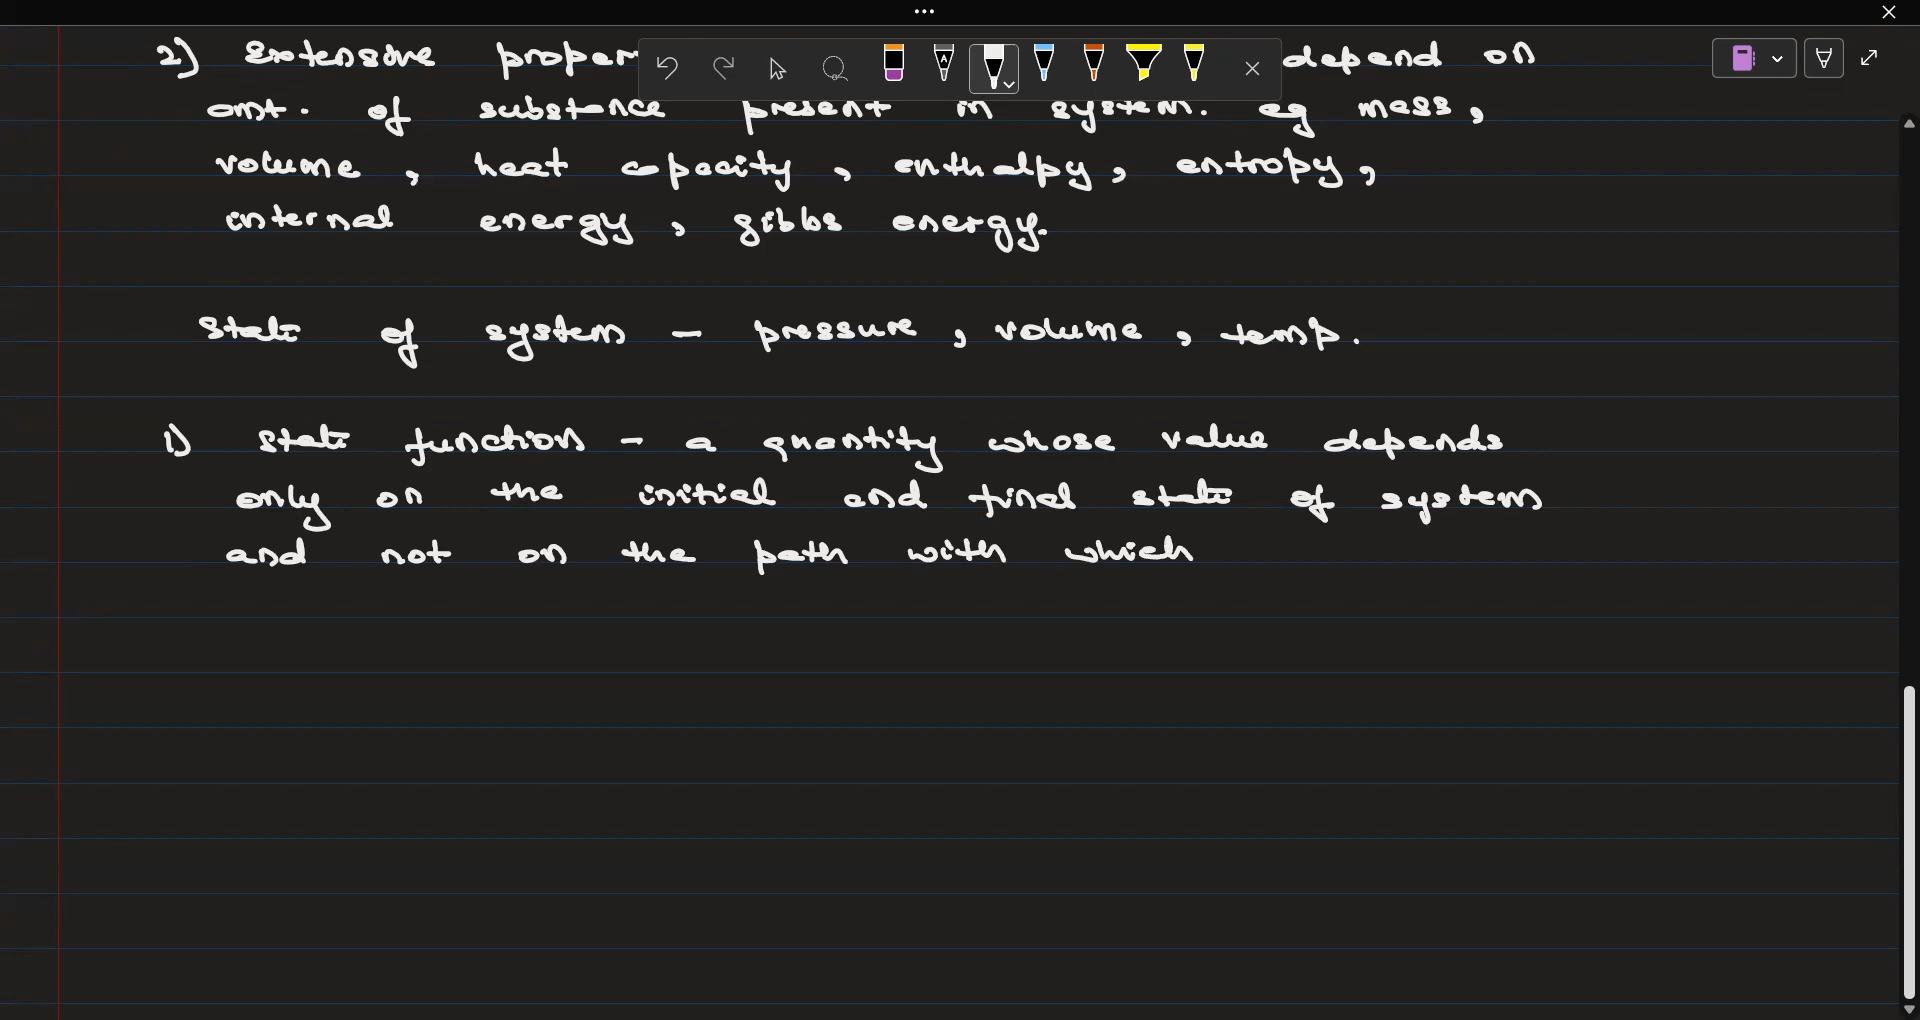 2) Extensive proper depend on
amt. of substance present in system. eg mass,
volume, heat capacity, enthalpy, entropy,
internal energy, gibbs energy.
State of system - pressure, volume, temp.
1) state function - a quantity whose value depends
only on the initial and final state of system
and not on the path with which